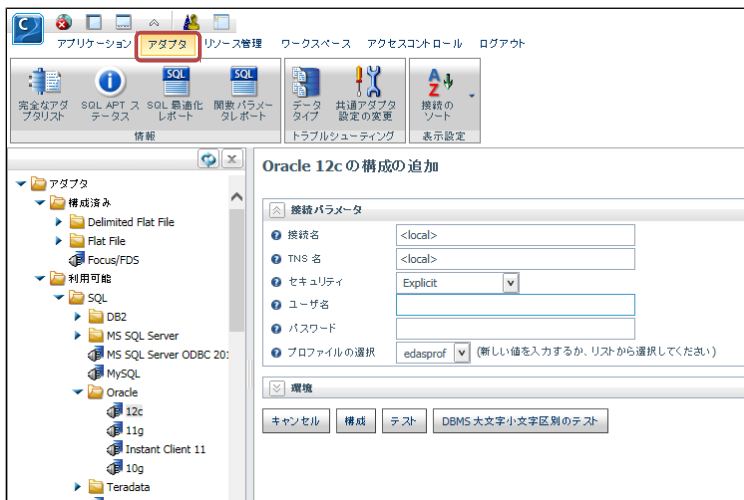 アプリケーション アダプタ リソース管理 ワークスペース アクセスコントロール ログアウト
完全なアダプタリスト
SQL APT ステータス
SQL
SQL 最適化レポート
SQL
関数パラメータレポート
情報
データタイプ
共通アダプタ設定の変更
トラブルシューティング
接続のソート
表示設定
アダプタ
構成済み
Delimited Flat File
Flat File
Focus/FDS
利用可能
SQL
DB2
MS SQL Server
MS SQL Server ODBC 201
MySQL
Oracle
12c
11g
Instant Client 11
10g
Teradata
Oracle 12c の構成の追加
接続パラメータ
接続名 <local>
TNS 名 <local>
セキュリティ Explicit
ユーザ名
パスワード
プロファイルの選択 edasprof (新しい値を入力するか、リストから選択してください)
環境
キャンセル 構成 テスト DBMS 大文字小文字区別のテスト